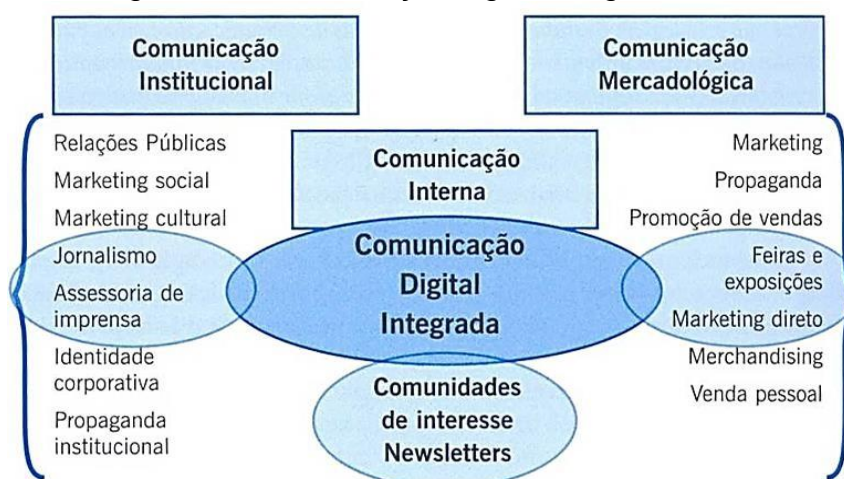 Comunicação
Institucional
Comunicação
Mercadológica
Relações Públicas
Marketing social
Marketing cultural
Jornalismo
Assessoria de
imprensa
Identidade
corporativa
Propaganda
institucional
Comunicação
Interna
Comunicação
Digital
Integrada
Comunidades
de interesse
Newsletters
Marketing
Propaganda
Promoção de vendas
Feiras e
exposições
Marketing direto
Merchandising
Venda pessoal